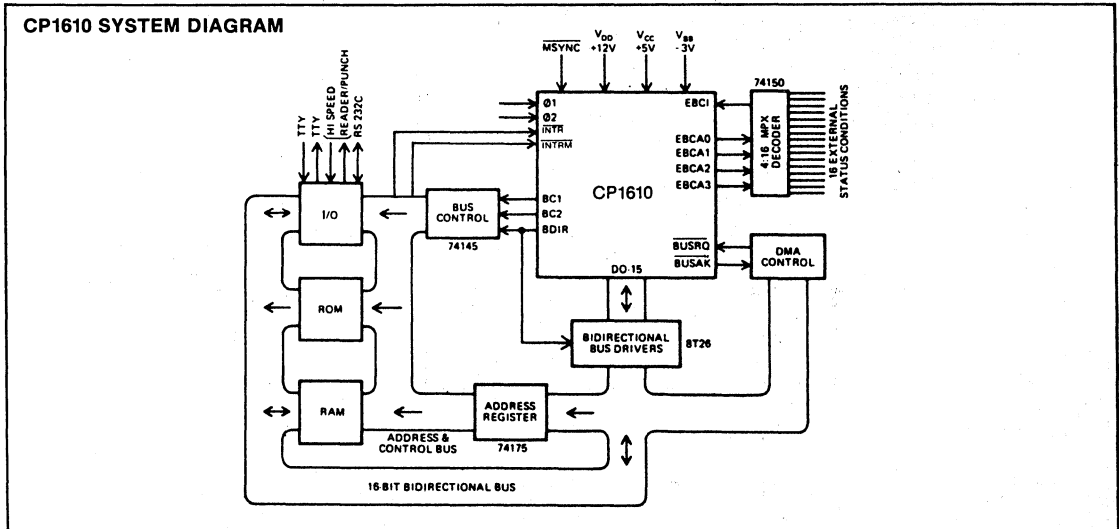 CP1610 SYSTEM DIAGRAM
MSYNC
VDD
+12V
VCC
+5V
VBB
- 3V
74150
TTY
TTY
HI SPEED
READER/PUNCH
RS 232C
Ø1
Ø2
INTR
INTRM
EBCI
EBCA0
EBCA1
EBCA2
EBCA3
4:16 MPX
DECODER
16 EXTERNAL
STATUS CONDITIONS
CP1610
I/O
BUS
CONTROL
74145
BC1
BC2
BDIR
BUSRQ
BUSAK
DMA
CONTROL
DO-15
ROM
BIDIRECTIONAL
BUS DRIVERS
8T26
RAM
ADDRESS
REGISTER
74175
ADDRESS &
CONTROL BUS
16-BIT BIDIRECTIONAL BUS